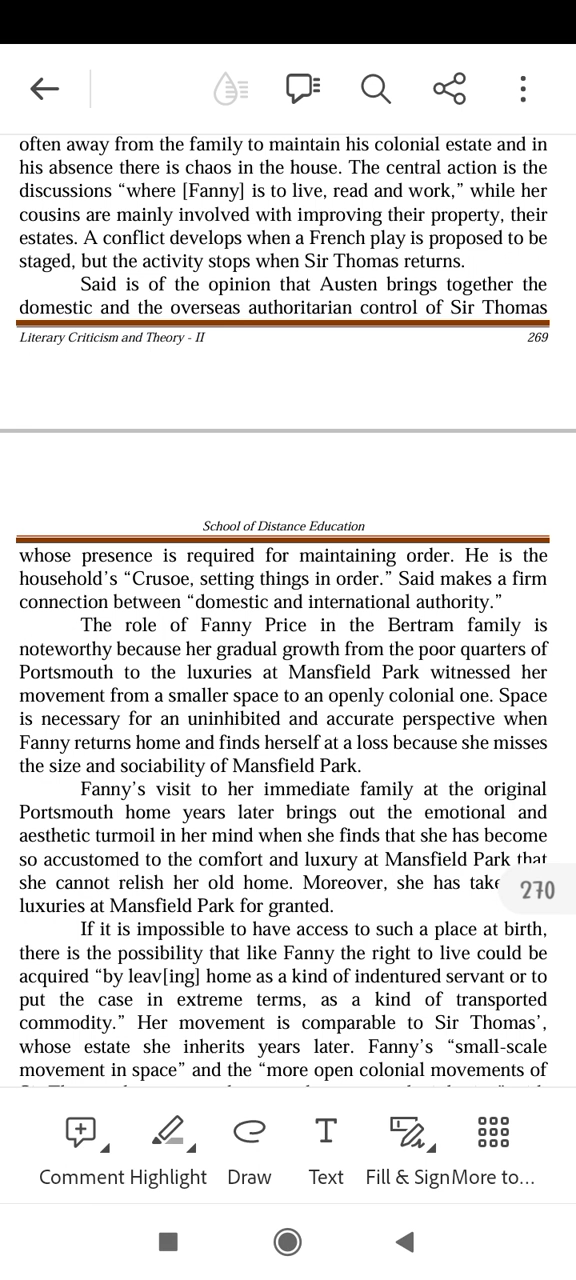 often away from the family to maintain his colonial estate and in
his absence there is chaos in the house. The central action is the
discussions “where [Fanny] is to live, read and work,” while her
cousins are mainly involved with improving their property, their
estates. A conflict develops when a French play is proposed to be
staged, but the activity stops when Sir Thomas returns.
Said is of the opinion that Austen brings together the
domestic and the overseas authoritarian control of Sir Thomas
Literary Criticism and Theory - II 269
School of Distance Education
whose presence is required for maintaining order. He is the
household’s “Crusoe, setting things in order.” Said makes a firm
connection between “domestic and international authority.”
The role of Fanny Price in the Bertram family is
noteworthy because her gradual growth from the poor quarters of
Portsmouth to the luxuries at Mansfield Park witnessed her
movement from a smaller space to an openly colonial one. Space
is necessary for an uninhibited and accurate perspective when
Fanny returns home and finds herself at a loss because she misses
the size and sociability of Mansfield Park.
Fanny’s visit to her immediate family at the original
Portsmouth home years later brings out the emotional and
aesthetic turmoil in her mind when she finds that she has become
so accustomed to the comfort and luxury at Mansfield Park that
she cannot relish her old home. Moreover, she has take
270
luxuries at Mansfield Park for granted.
If it is impossible to have access to such a place at birth,
there is the possibility that like Fanny the right to live could be
acquired “by leav[ing] home as a kind of indentured servant or to
put the case in extreme terms, as a kind of transported
commodity.” Her movement is comparable to Sir Thomas’,
whose estate she inherits years later. Fanny’s “small-scale
movement in space” and the “more open colonial movements of
Comment Highlight Draw Text Fill & Sign More to...